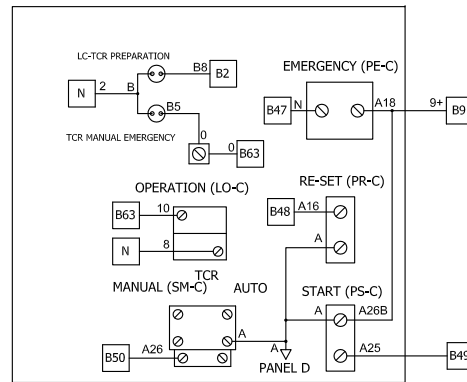 LC-TCR PREPARATION
B8 B2
EMERGENCY (PE-C)
N 2 B
B47 N A18 9+ B9
B5
TCR MANUAL EMERGENCY
0
0 B63
OPERATION (LO-C)
RE-SET (PR-C)
B63 10
B48 A16
N 8
A
TCR
MANUAL (SM-C) AUTO
START (PS-C)
A A26B
A
B50 A26
A
A25 B49
PANEL D